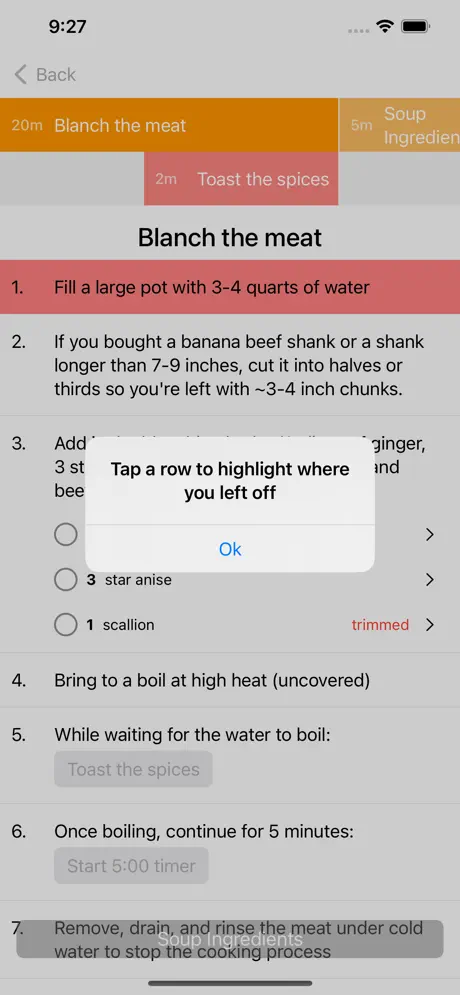 9:27
Back
20m Blanch the meat
5m Soup
Ingredien
2m Toast the spices
Blanch the meat
1. Fill a large pot with 3-4 quarts of water
2. If you bought a banana beef shank or a shank
longer than 7-9 inches, cut it into halves or
thirds so you're left with ~3-4 inch chunks.
3. Add ginger,
3 st and
bee
Tap a row to highlight where
you left off
Ok
3 star anise
1 scallion trimmed
4. Bring to a boil at high heat (uncovered)
5. While waiting for the water to boil:
Toast the spices
6. Once boiling, continue for 5 minutes:
Start 5:00 timer
7. Remove, drain, and rinse the meat under cold
Soup Ingredients
water to stop the cooking process